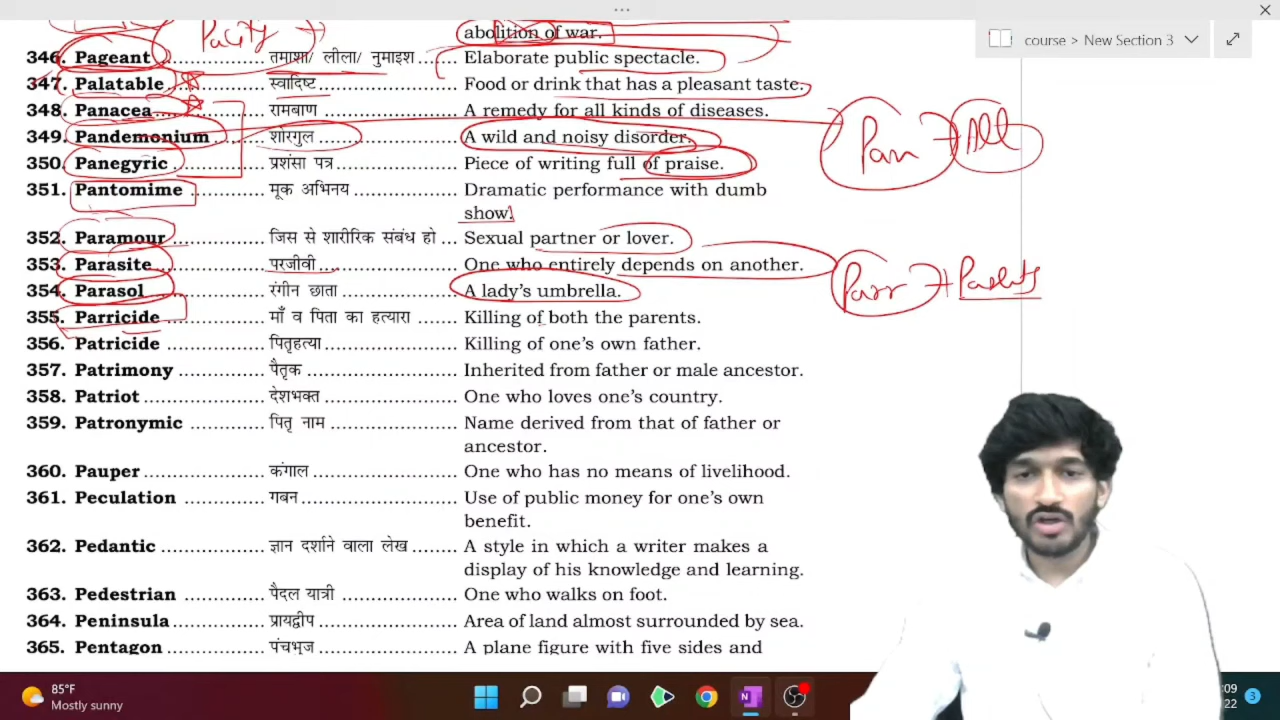 course > New Section 3
Pacity →
abolition of war.
346. Pageant .................. तमाशा/ लीला/ नुमाइश ........ Elaborate public spectacle.
347. Palatable .................. स्वादिष्ट .......................... Food or drink that has a pleasant taste.
348. Panacea .................. रामबाण .......................... A remedy for all kinds of diseases.
349. Pandemonium ............ शोरगुल .......................... A wild and noisy disorder.
Pan → All
350. Panegyric .................. प्रशंसा पत्र ...................... Piece of writing full of praise.
351. Pantomime ................ मूक अभिनय .................... Dramatic performance with dumb
show.
352. Paramour .................. जिस से शारीरिक संबंध हो ... Sexual partner or lover.
353. Parasite .................... परजीवी .......................... One who entirely depends on another.
Parr → Parents
354. Parasol .................... रंगीन छाता ...................... A lady's umbrella.
355. Parricide .................. माँ व पिता का हत्यारा ........ Killing of both the parents.
356. Patricide .................. पितृहत्या ........................ Killing of one's own father.
357. Patrimony ................ पैतृक .............................. Inherited from father or male ancestor.
358. Patriot ...................... देशभक्त .......................... One who loves one's country.
359. Patronymic .............. पितृ नाम .......................... Name derived from that of father or
ancestor.
360. Pauper ...................... कंगाल ............................ One who has no means of livelihood.
361. Peculation ................ गबन .............................. Use of public money for one's own
benefit.
362. Pedantic .................... ज्ञान दर्शाने वाला लेख ........ A style in which a writer makes a
display of his knowledge and learning.
363. Pedestrian ................ पैदल यात्री ...................... One who walks on foot.
364. Peninsula .................. प्रायद्वीप ........................ Area of land almost surrounded by sea.
365. Pentagon .................. पंचभुज .......................... A plane figure with five sides and
85°F
Mostly sunny
:09
22
3